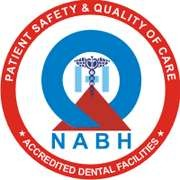 PATIENT SAFETY & QUALITY OF CARE
NABH
★ ACCREDITED DENTAL FACILITIES ★